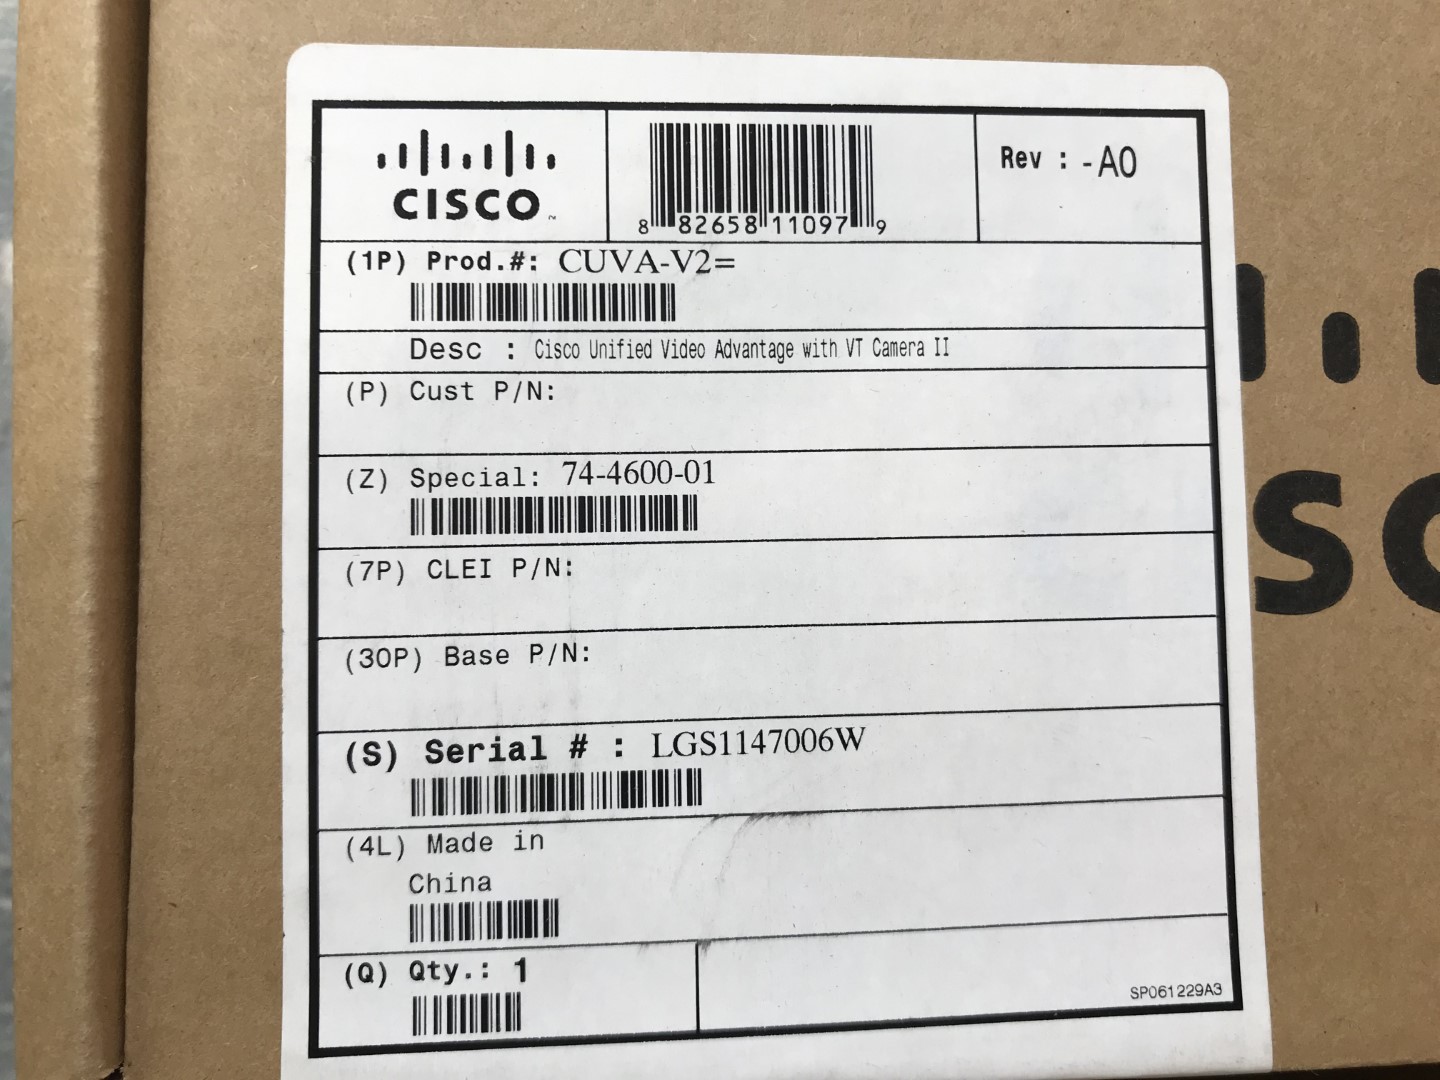 CISCO
8 82658 11097 9
Rev : -A0
(1P) Prod.#: CUVA-V2=
Desc : Cisco Unified Video Advantage with VT Camera II
(P) Cust P/N:
(Z) Special: 74-4600-01
(7P) CLEI P/N:
(30P) Base P/N:
(S) Serial # : LGS1147006W
(4L) Made in
China
(Q) Qty.: 1
SP061229A3
SC